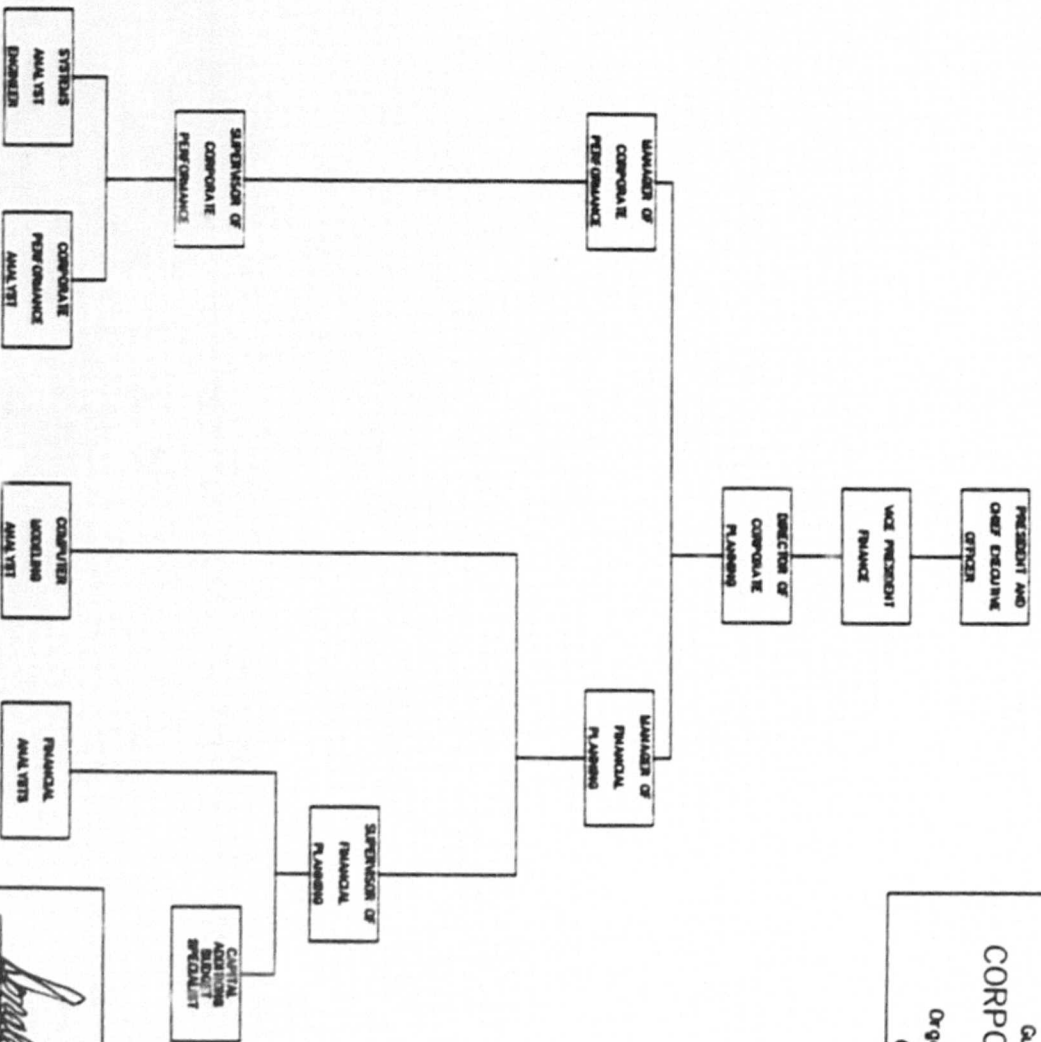 PRESIDENT AND
CHIEF EXECUTIVE
OFFICER
VICE PRESIDENT
FINANCE
DIRECTOR OF
CORPORATE
PLANNING
MANAGER OF
CORPORATE
PERFORMANCE
MANAGER OF
FINANCIAL
PLANNING
SUPERVISOR OF
CORPORATE
PERFORMANCE
SUPERVISOR OF
FINANCIAL
PLANNING
SYSTEMS
ANALYST
ENGINEER
CORPORATE
PERFORMANCE
ANALYST
COMPUTER
MODELING
ANALYST
FINANCIAL
ANALYSTS
CAPITAL
ADDITIONS
BUDGET
SPECIALIST
CORPO
Org